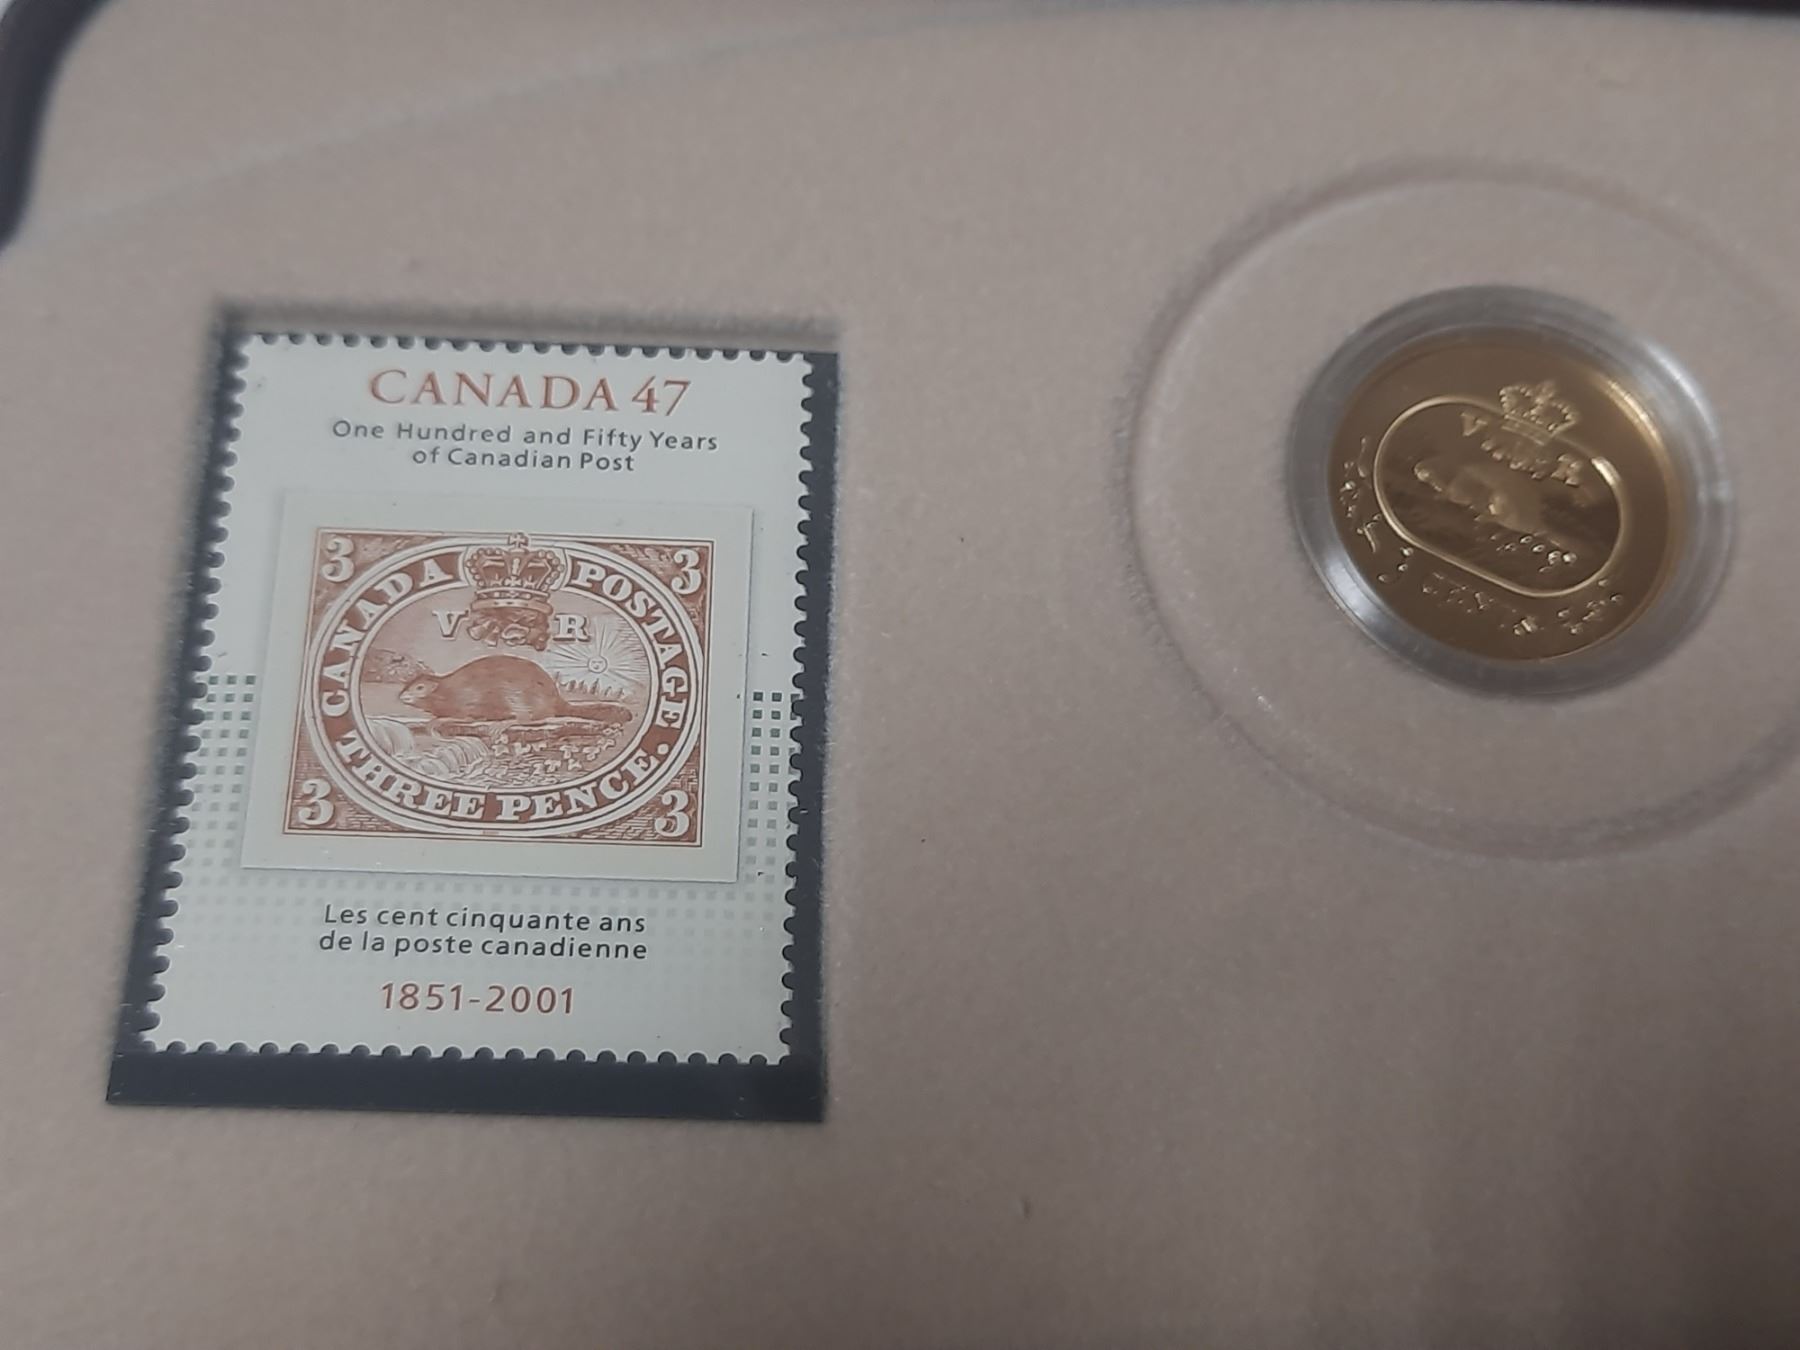 CANADA 47
One Hundred and Fifty Years
of Canadian Post
3 3
CANADA POSTAGE
V R
THREE PENCE.
3 3
Les cent cinquante ans
de la poste canadienne
1851-2001
V R